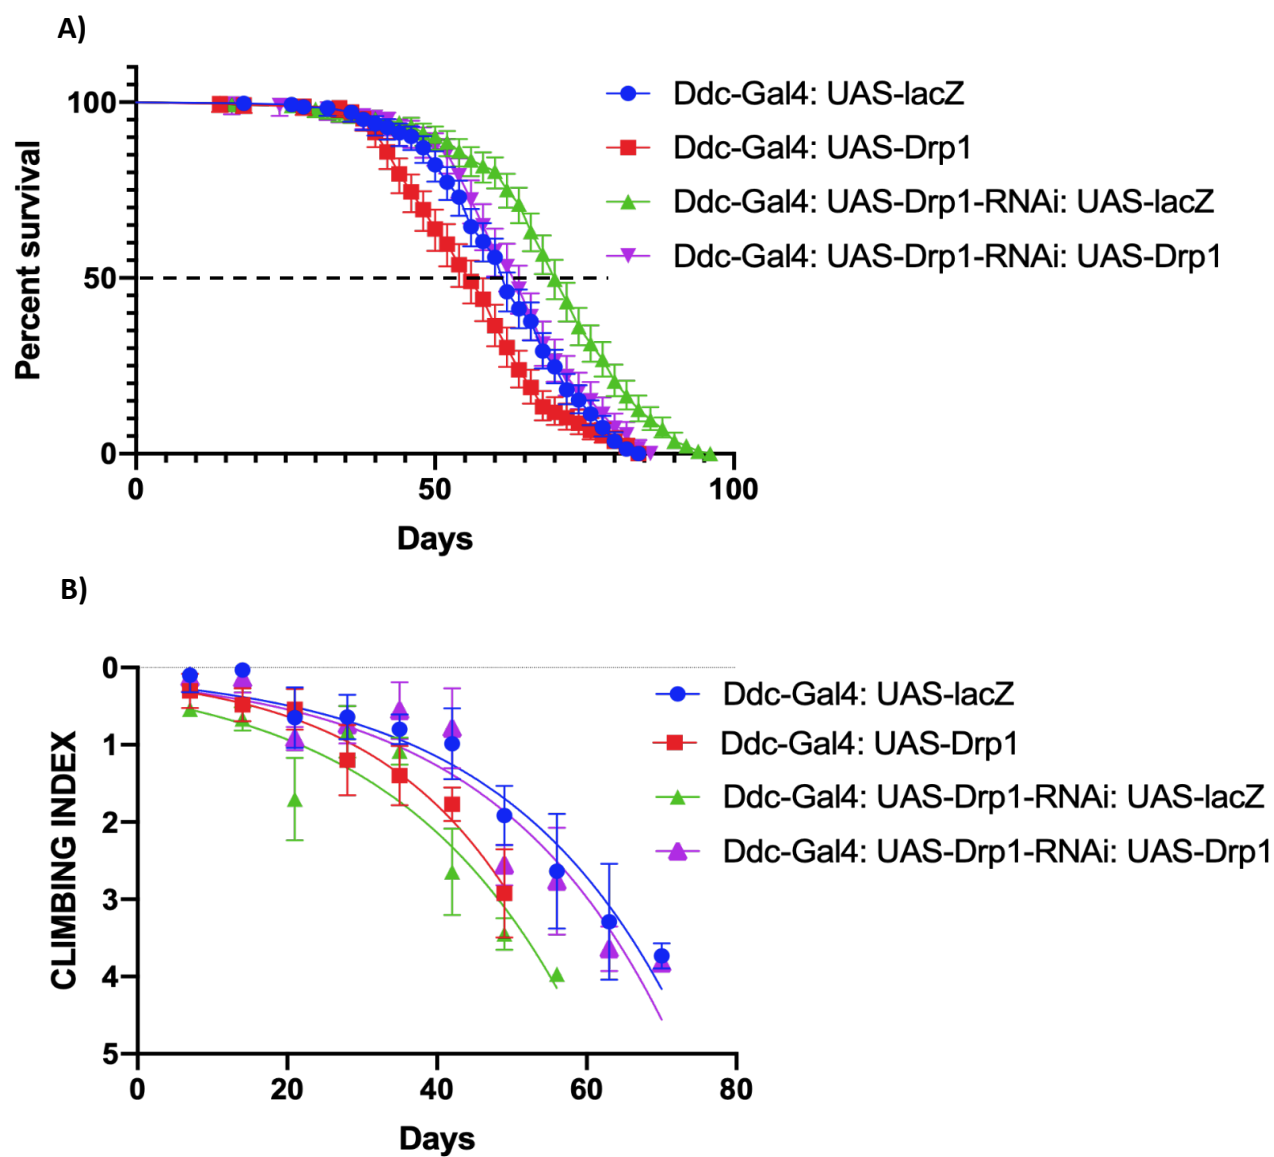 A)
100
50
0
Percent survival
0
50
100
Days
Ddc-Gal4: UAS-lacZ
Ddc-Gal4: UAS-Drp1
Ddc-Gal4: UAS-Drp1-RNAi: UAS-lacZ
Ddc-Gal4: UAS-Drp1-RNAi: UAS-Drp1
B)
0
1
2
3
4
5
CLIMBING INDEX
0
20
40
60
80
Days
Ddc-Gal4: UAS-lacZ
Ddc-Gal4: UAS-Drp1
Ddc-Gal4: UAS-Drp1-RNAi: UAS-lacZ
Ddc-Gal4: UAS-Drp1-RNAi: UAS-Drp1